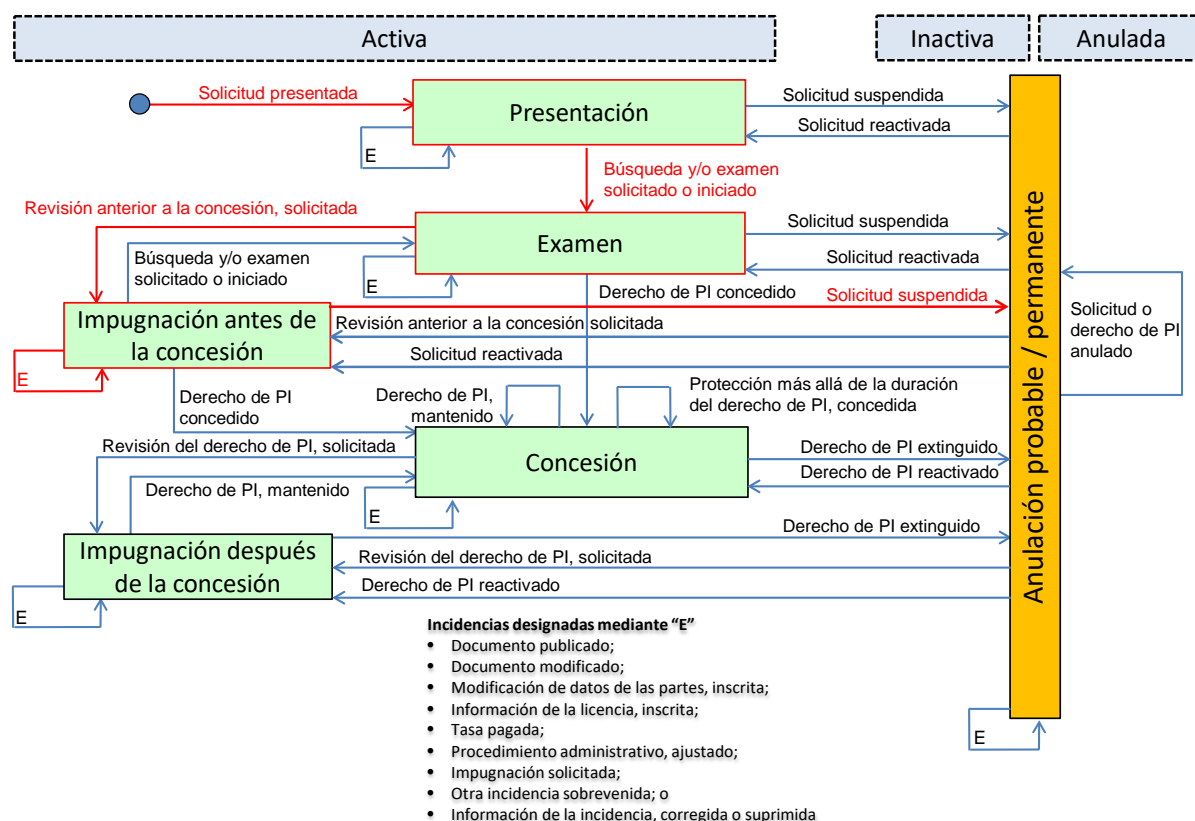 Activa
Inactiva
Anulada
Solicitud presentada
Presentación
Solicitud suspendida
Solicitud reactivada
E
Búsqueda y/o examen
solicitado o iniciado
Revisión anterior a la concesión, solicitada
Examen
Solicitud suspendida
Solicitud reactivada
Búsqueda y/o examen
solicitado o iniciado
E
Derecho de PI concedido
Solicitud suspendida
Impugnación antes de
la concesión
Revisión anterior a la concesión solicitada
Solicitud reactivada
E
Solicitud o
derecho de PI
anulado
Anulación probable / permanente
Derecho de PI
concedido
Derecho de PI,
mantenido
Protección más allá de la duración
del derecho de PI, concedida
Revisión del derecho de PI, solicitada
Concesión
Derecho de PI extinguido
Derecho de PI reactivado
Derecho de PI, mantenido
E
Derecho de PI extinguido
Impugnación después
de la concesión
Revisión del derecho de PI, solicitada
Derecho de PI reactivado
E
Incidencias designadas mediante “E”
• Documento publicado;
• Documento modificado;
• Modificación de datos de las partes, inscrita;
• Información de la licencia, inscrita;
• Tasa pagada;
• Procedimiento administrativo, ajustado;
• Impugnación solicitada;
• Otra incidencia sobrevenida; o
• Información de la incidencia, corregida o suprimida
E